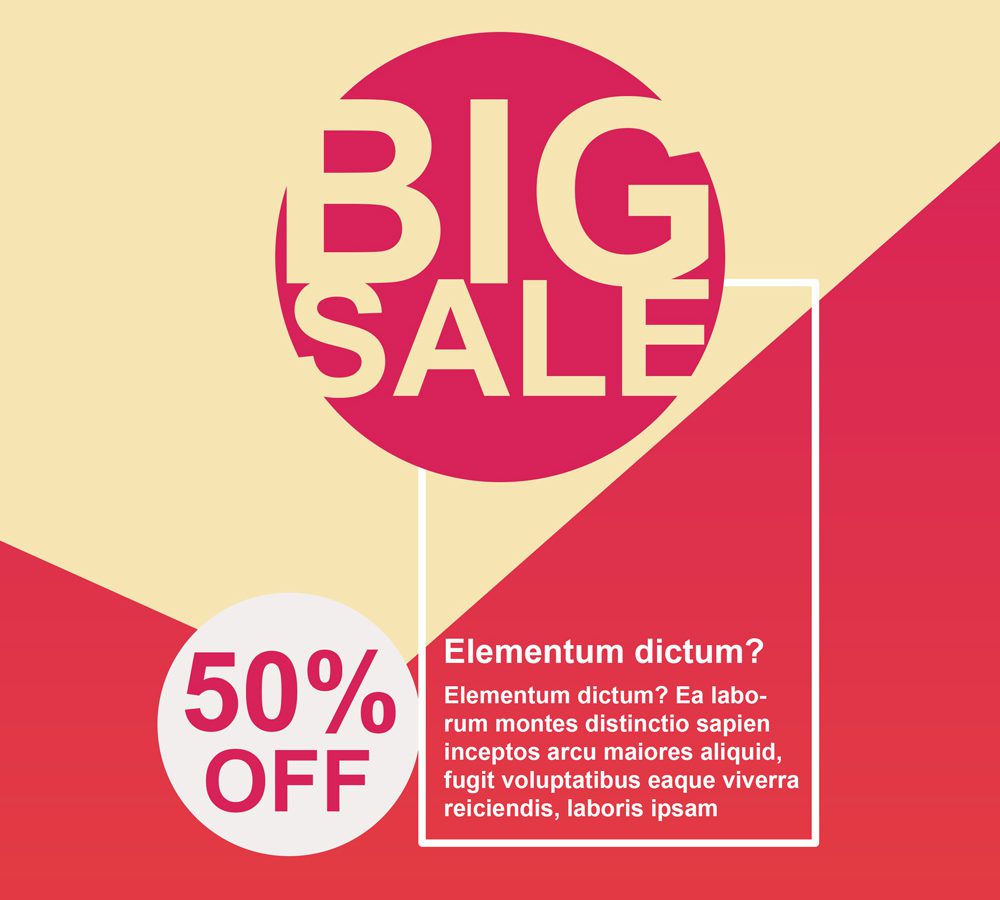 BIG
SALE
50%
OFF
Elementum dictum?
Elementum dictum? Ea labo-
rum montes distinctio sapien
inceptos arcu maiores aliquid,
fugit voluptatibus eaque viverra
reiciendis, laboris ipsam